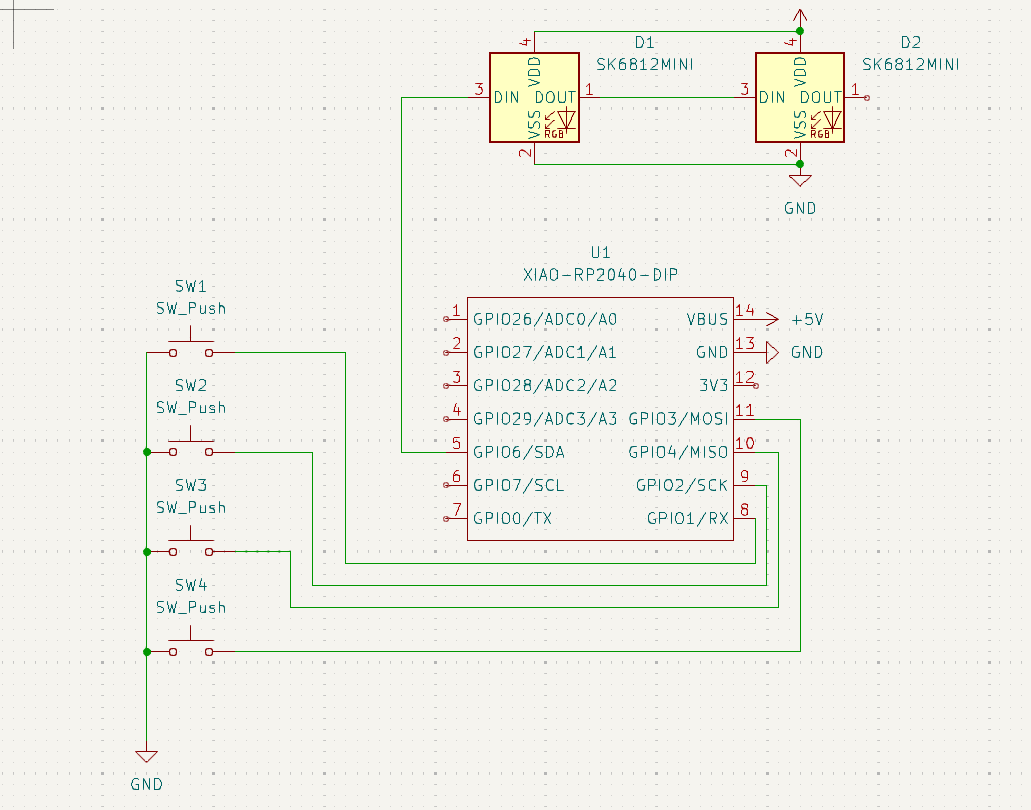 D1
SK6812MINI
4
VDD
3
DIN
DOUT
1
VSS
RGB
2
D2
SK6812MINI
4
VDD
3
DIN
DOUT
1
VSS
RGB
2
GND
U1
XIAO-RP2040-DIP
1 GPIO26/ADC0/A0
VBUS 14
+5V
2 GPIO27/ADC1/A1
GND 13
GND
3 GPIO28/ADC2/A2
3V3 12
4 GPIO29/ADC3/A3
GPIO3/MOSI 11
5 GPIO6/SDA
GPIO4/MISO 10
6 GPIO7/SCL
GPIO2/SCK 9
7 GPIO0/TX
GPIO1/RX 8
SW1
SW_Push
SW2
SW_Push
SW3
SW_Push
SW4
SW_Push
GND